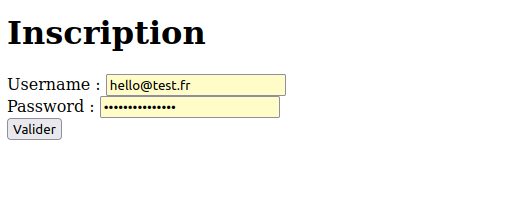 Inscription
Username : hello@test.fr
Password : •••••••••••••••
Valider